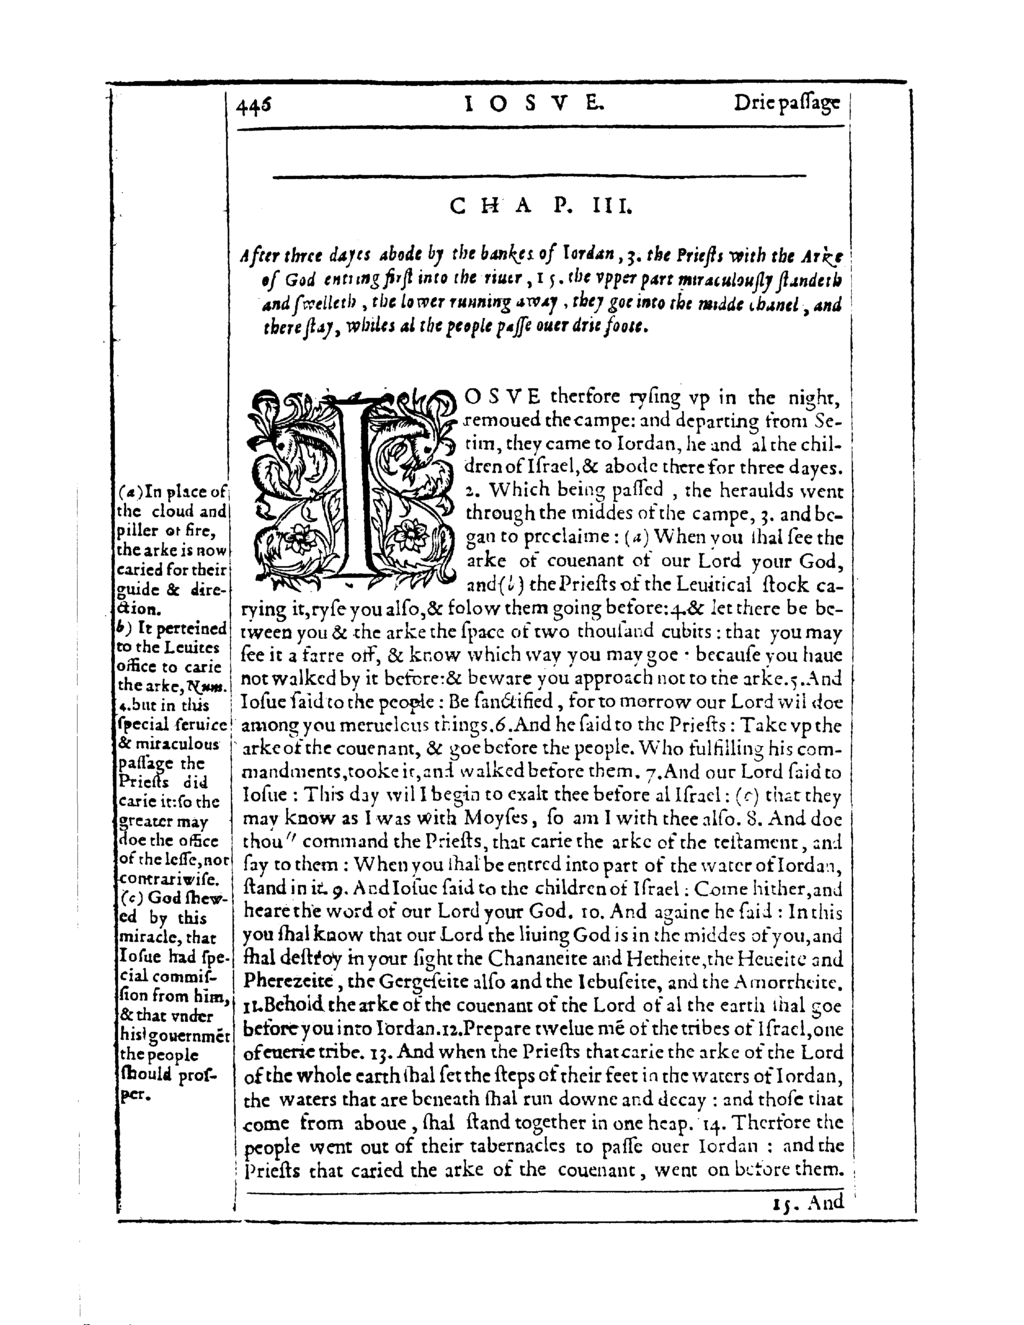 446 I O S V E. Drie paſſage
C H A P. III.
After three dayes abode by the bankes of Iordan, 3. the Prieſts with the Arke
of God entring firſt into the riuer, 15. the vpper part miraculouſly ſtandeth
and ſwelleth, the lower running away, they goe into the midde chanel, and
there ſtay, whiles al the people paſſe ouer drie foote.
IOSVE therfore ryſing vp in the night,
remoued the campe: and departing from Se-
tim, they came to Iordan, he and al the chil-
dren of Iſrael, & abode there for three dayes.
2. Which being paſſed, the heraulds went
through the middes of the campe, 3. and be-
gan to proclaime: (a) When you ſhal ſee the
arke of couenant of our Lord your God,
and (b) the Prieſts of the Leuitical ſtock ca-
rying it, ryſe you alſo, & folow them going before: 4. & let there be be-
tween you & the arke the ſpace of two thouſand cubits: that you may
ſee it a farre off, & know which way you may goe: becauſe you haue
not walked by it before: & beware you approach not to the arke. 5. And
Ioſue ſaid to the people: Be ſanctified, for to morrow our Lord wil doe
among you meruelous things. 6. And he ſaid to the Prieſts: Take vp the
arke of the couenant, & goe before the people. Who fulfilling his com-
mandments, tooke it, and walked before them. 7. And our Lord ſaid to
Ioſue: This day wil I begin to exalt thee before al Iſrael: (c) that they
may know as I was with Moyſes, ſo am I with thee alſo. 8. And doe
thou " command the Prieſts, that carie the arke of the teſtament, and
ſay to them: When you ſhal be entred into part of the water of Iordan,
ſtand in it. 9. And Ioſue ſaid to the children of Iſrael: Come hither, and
heare the word of our Lord your God. 10. And againe he ſaid: In this
you ſhal know that our Lord the liuing God is in the middes of you, and
ſhal deſtroy in your ſight the Chananeite and Hetheite, the Heueite and
Pherezeite, the Gergeſeite alſo and the Iebuſeite, and the Amorrheite.
11. Behold the arke of the couenant of the Lord of al the earth ſhal goe
before you into Iordan. 12. Prepare twelue mē of the tribes of Iſrael, one
of euerie tribe. 13. And when the Prieſts that carie the arke of the Lord
of the whole earth ſhal ſet the ſteps of their feet in the waters of Iordan,
the waters that are beneath ſhal run downe and decay: and thoſe that
come from aboue, ſhal ſtand together in one heap. 14. Therfore the
people went out of their tabernacles to paſſe ouer Iordan: and the
Prieſts that caried the arke of the couenant, went on before them.
15. And
(a) In place of
the cloud and
piller of fire,
the arke is now
caried for their
guide & dire-
ction.
b) It perteined
to the Leuites
office to carie
the arke, Num.
4. but in this
ſpecial ſeruice
& miraculous
paſſage the
Prieſts did
carie it: ſo the
greater may
doe the office
of the leſſe, not
contrariwiſe.
(c) God ſhew-
ed by this
miracle, that
Ioſue had ſpe-
cial commiſ-
ſion from him,
& that vnder
his gouernmēt
the people
ſhould proſ-
per.